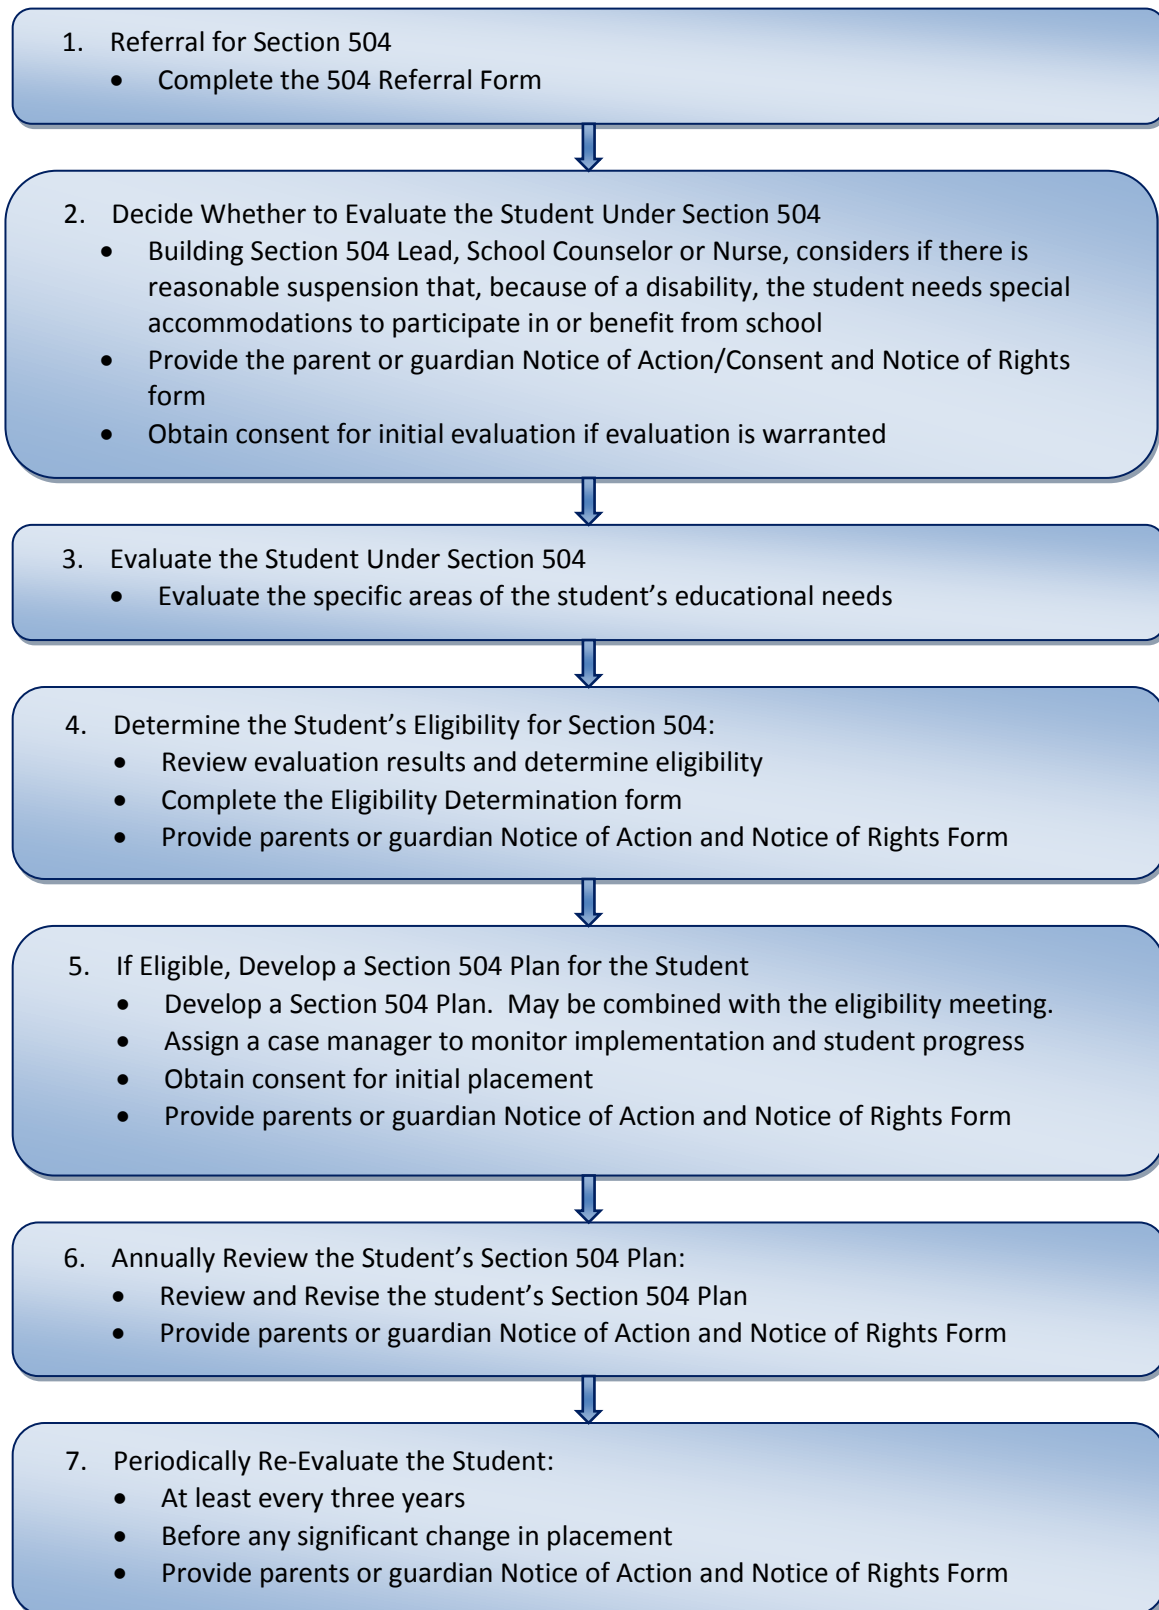 1. Referral for Section 504
• Complete the 504 Referral Form
2. Decide Whether to Evaluate the Student Under Section 504
• Building Section 504 Lead, School Counselor or Nurse, considers if there is
reasonable suspension that, because of a disability, the student needs special
accommodations to participate in or benefit from school
• Provide the parent or guardian Notice of Action/Consent and Notice of Rights
form
• Obtain consent for initial evaluation if evaluation is warranted
3. Evaluate the Student Under Section 504
• Evaluate the specific areas of the student’s educational needs
4. Determine the Student’s Eligibility for Section 504:
• Review evaluation results and determine eligibility
• Complete the Eligibility Determination form
• Provide parents or guardian Notice of Action and Notice of Rights Form
5. If Eligible, Develop a Section 504 Plan for the Student
• Develop a Section 504 Plan.  May be combined with the eligibility meeting.
• Assign a case manager to monitor implementation and student progress
• Obtain consent for initial placement
• Provide parents or guardian Notice of Action and Notice of Rights Form
6. Annually Review the Student’s Section 504 Plan:
• Review and Revise the student’s Section 504 Plan
• Provide parents or guardian Notice of Action and Notice of Rights Form
7. Periodically Re-Evaluate the Student:
• At least every three years
• Before any significant change in placement
• Provide parents or guardian Notice of Action and Notice of Rights Form